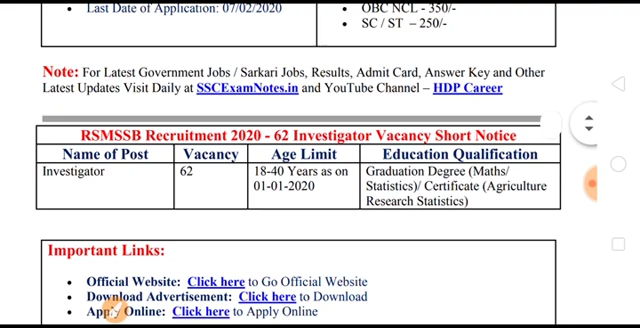 • Last Date of Application: 07/02/2020
• OBC NCL - 350/-
• SC / ST – 250/-
Note: For Latest Government Jobs / Sarkari Jobs, Results, Admit Card, Answer Key and Other
Latest Updates Visit Daily at SSCExamNotes.in and YouTube Channel – HDP Career
RSMSSB Recruitment 2020 - 62 Investigator Vacancy Short Notice
Name of Post Vacancy Age Limit Education Qualification
Investigator 62 18-40 Years as on Graduation Degree (Maths/
01-01-2020 Statistics)/ Certificate (Agriculture
Research Statistics)
Important Links:
• Official Website: Click here to Go Official Website
• Download Advertisement: Click here to Download
• Apply Online: Click here to Apply Online